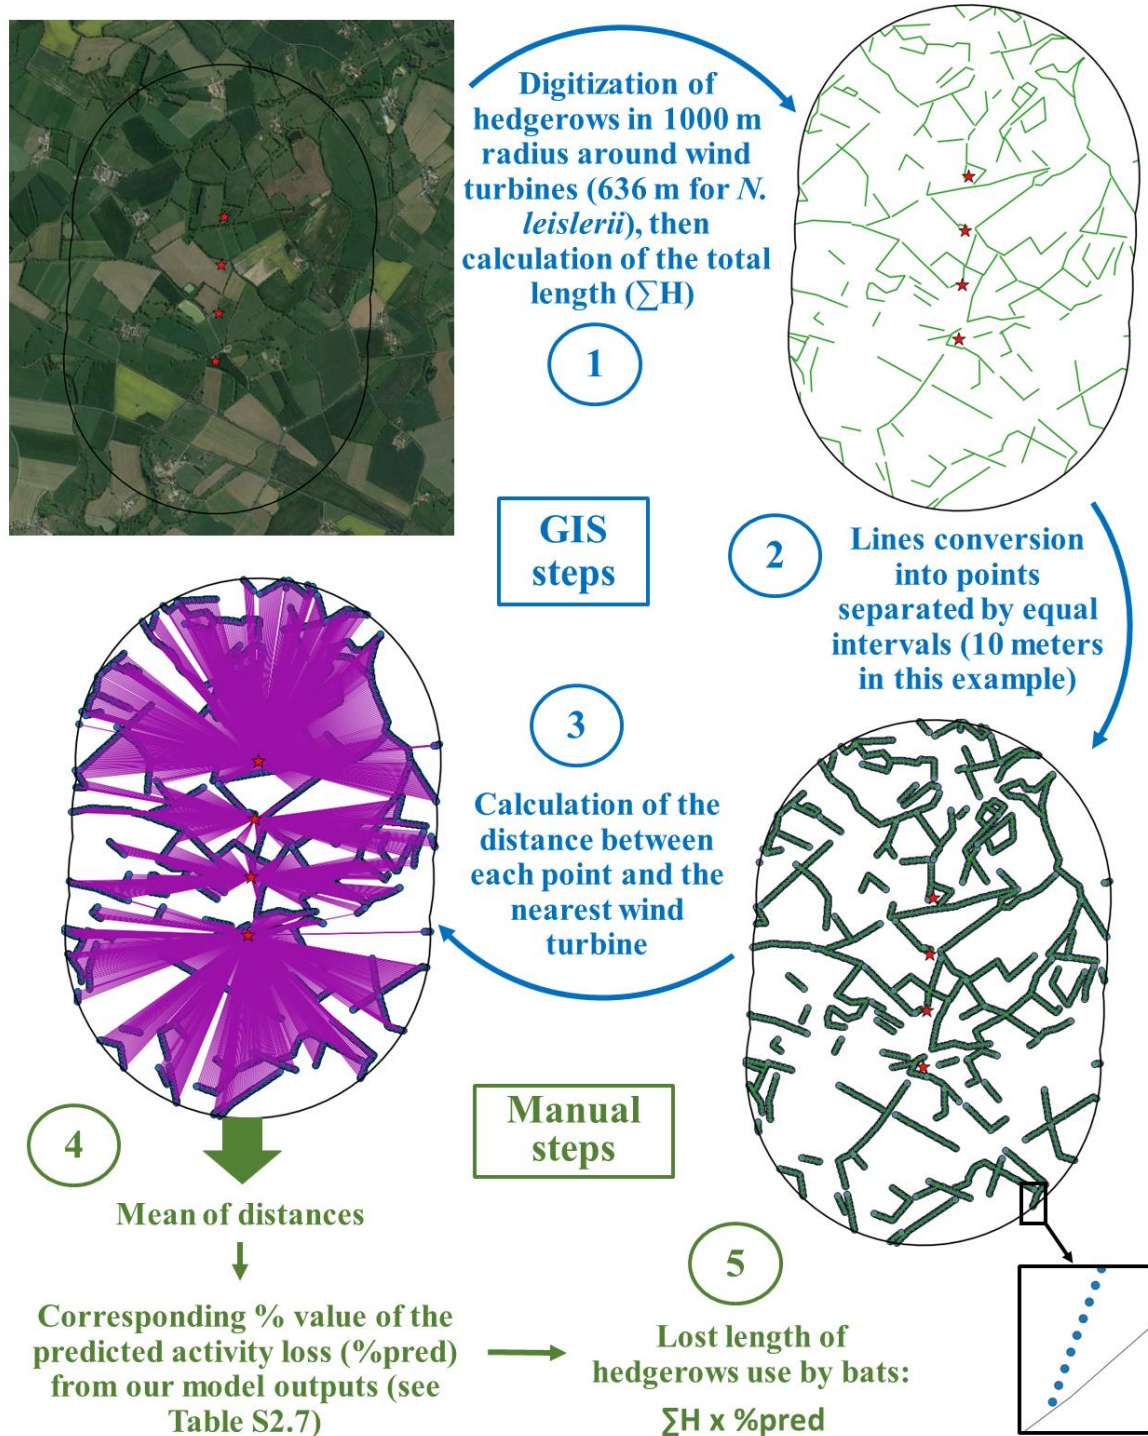 Digitization of
hedgerows in 1000 m
radius around wind
turbines (636 m for N.
leislerii), then
calculation of the total
length (∑H)
1
GIS
steps
2
Lines conversion
into points
separated by equal
intervals (10 meters
in this example)
3
Calculation of the
distance between
each point and the
nearest wind
turbine
Manual
steps
4
Mean of distances
Corresponding % value of the
predicted activity loss (%pred)
from our model outputs (see
Table S2.7)
5
Lost length of
hedgerows use by bats:
∑H x %pred